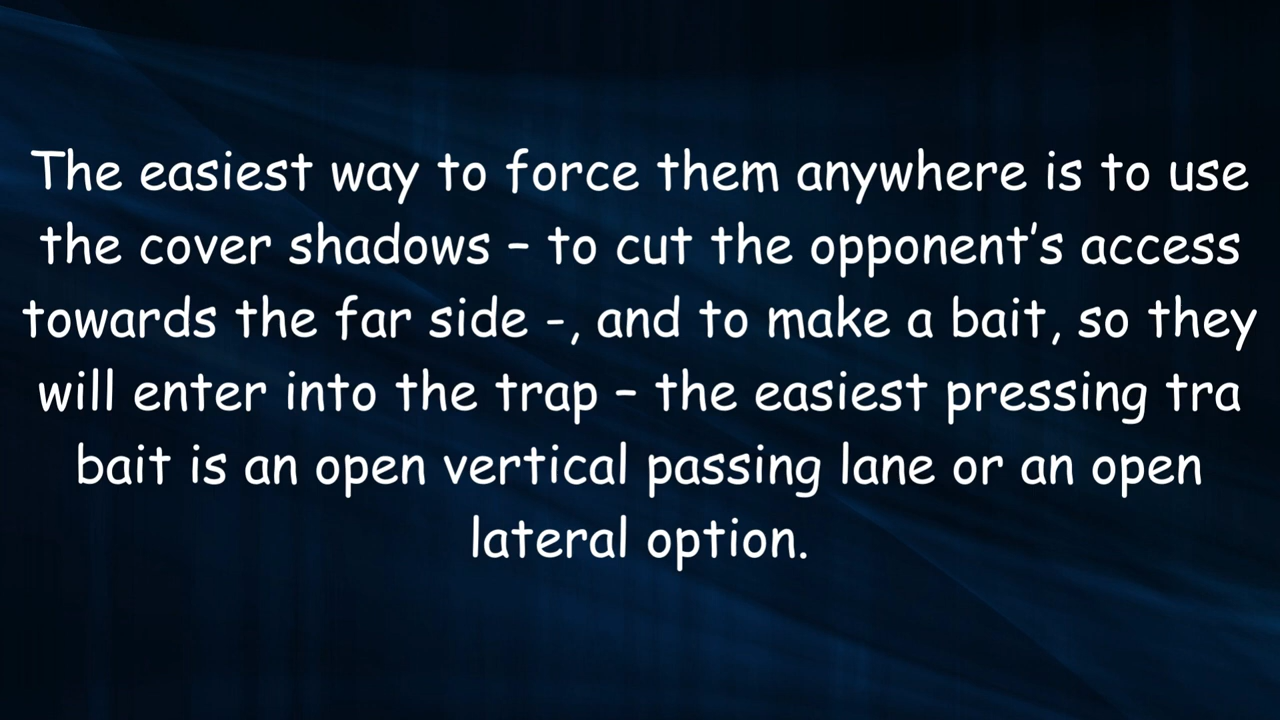 The easiest way to force them anywhere is to use
the cover shadows – to cut the opponent’s access
towards the far side -, and to make a bait, so they
will enter into the trap – the easiest pressing tra
bait is an open vertical passing lane or an open
lateral option.